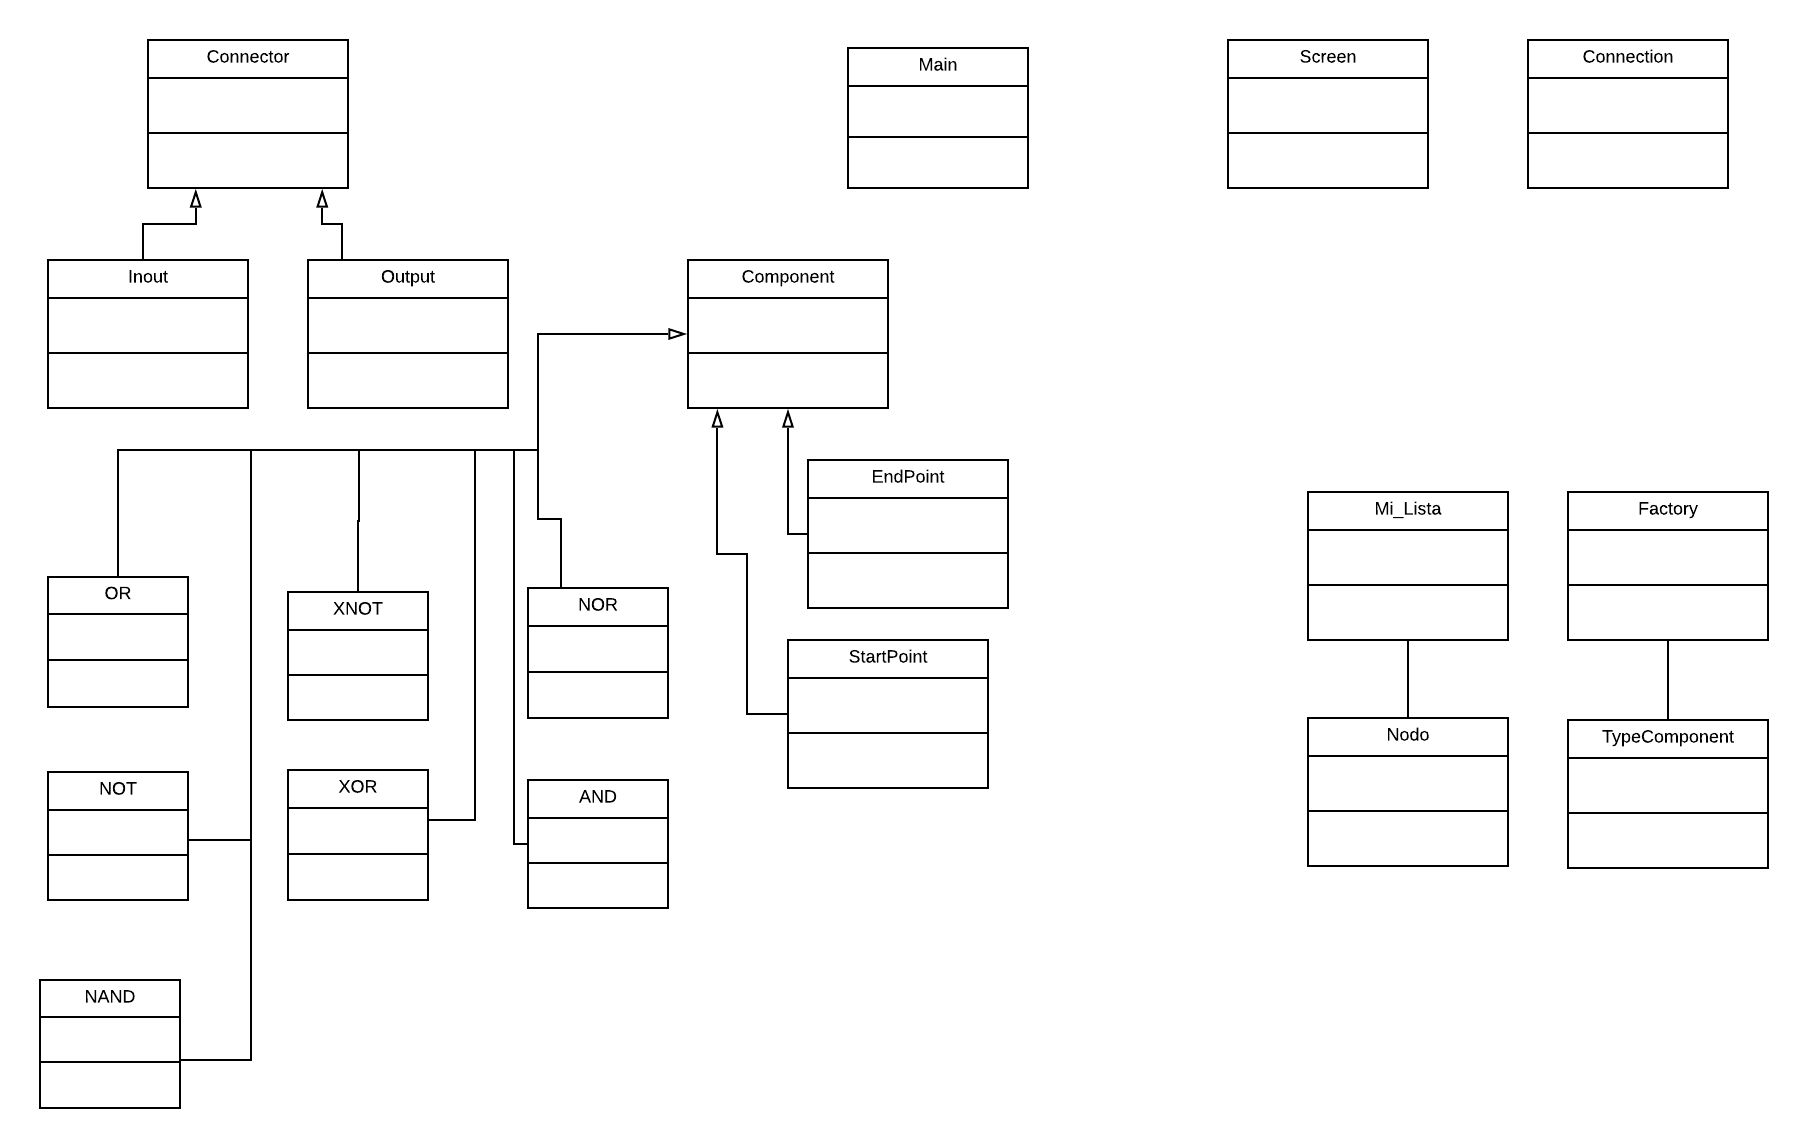 Connector
Main
Screen
Connection
Inout
Output
Component
EndPoint
Mi_Lista
Factory
OR
XNOT
NOR
StartPoint
Nodo
TypeComponent
NOT
XOR
AND
NAND